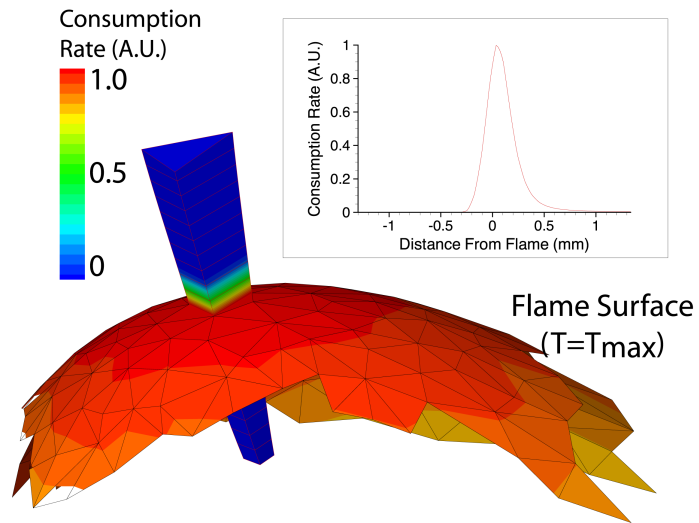 Consumption
Rate (A.U.)
1.0
0.5
0
Consumption Rate (A.U.)
1
0.8
0.6
0.4
0.2
0
-1
-0.5
0
0.5
1
Distance From Flame (mm)
Flame Surface
(T=Tmax)